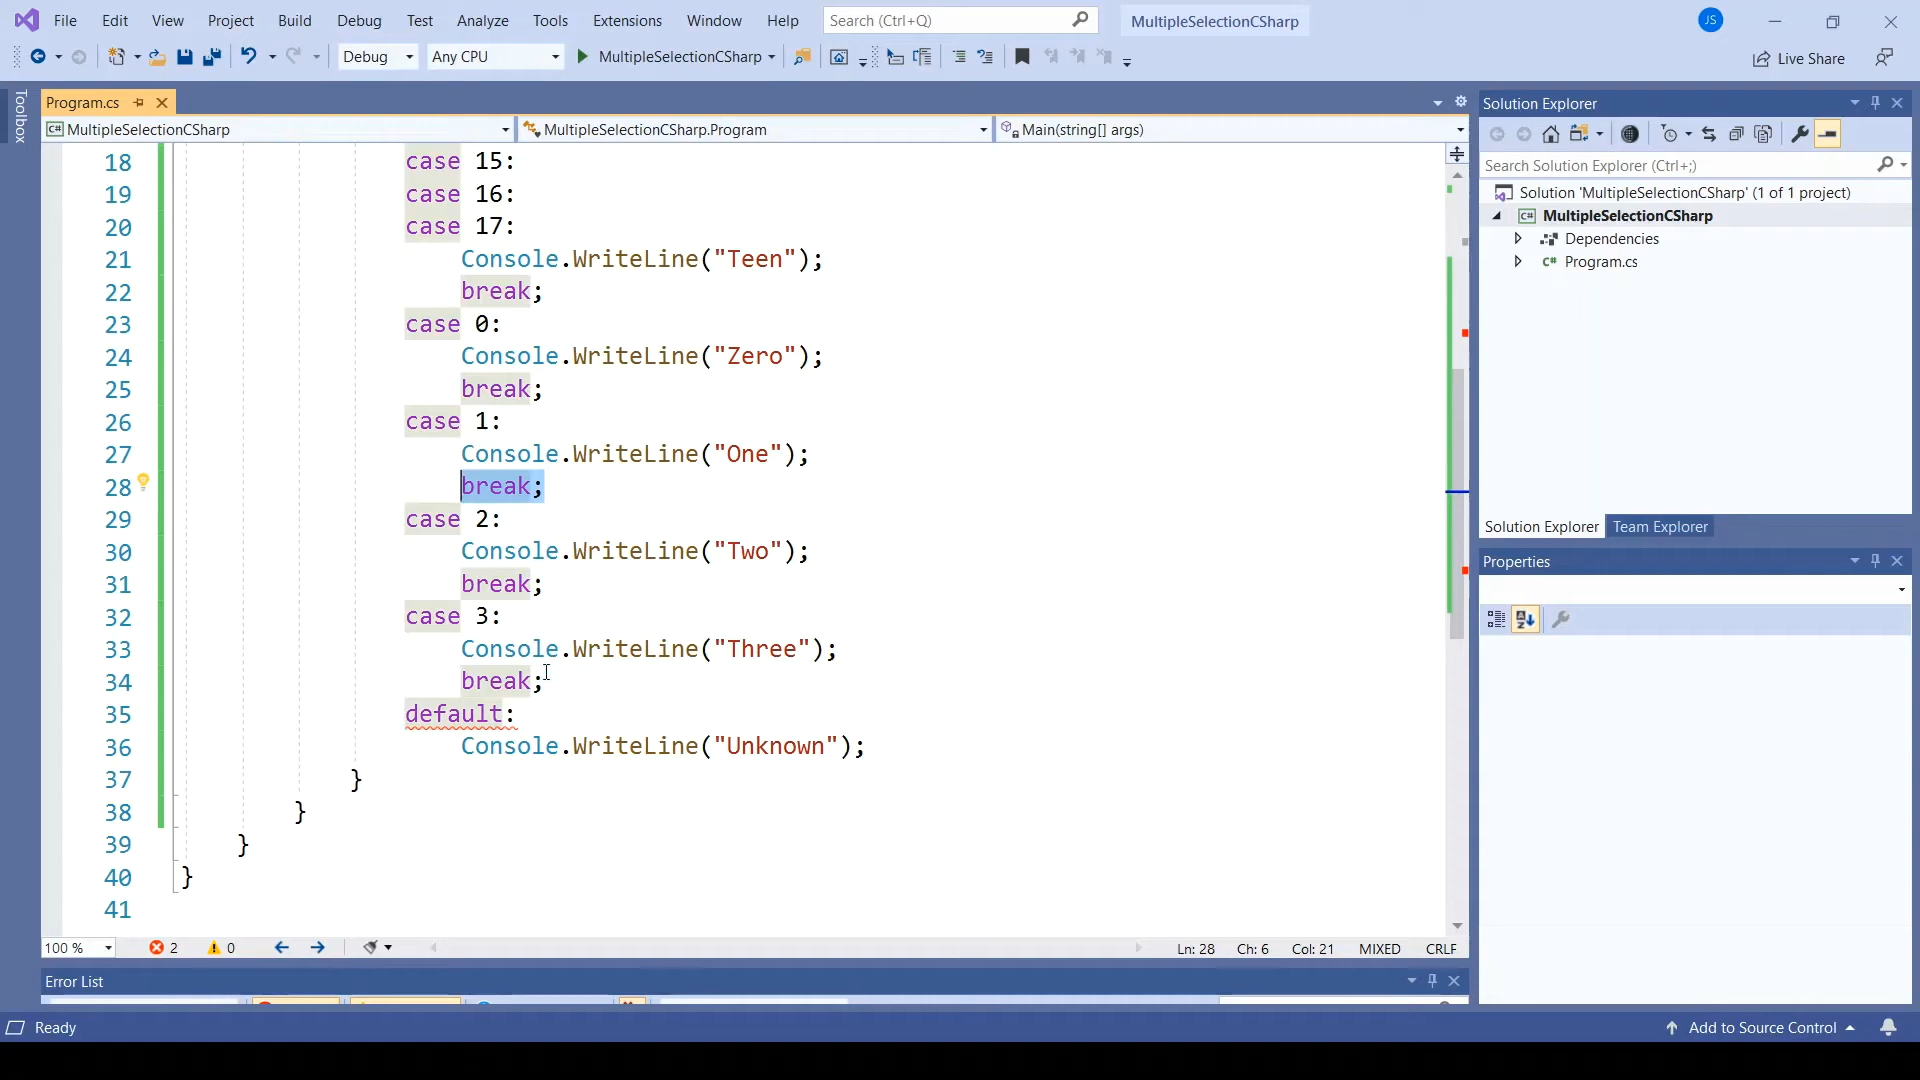 File Edit View Project Build Debug Test Analyze Tools Extensions Window Help Search (Ctrl+Q) MultipleSelectionCSharp JS
Debug Any CPU MultipleSelectionCSharp Live Share
Toolbox
Program.cs
MultipleSelectionCSharp MultipleSelectionCSharp.Program Main(string[] args)
18 case 15:
19 case 16:
20 case 17:
21 Console.WriteLine("Teen");
22 break;
23 case 0:
24 Console.WriteLine("Zero");
25 break;
26 case 1:
27 Console.WriteLine("One");
28 break;
29 case 2:
30 Console.WriteLine("Two");
31 break;
32 case 3:
33 Console.WriteLine("Three");
34 break;
35 default:
36 Console.WriteLine("Unknown");
37 }
38 }
39 }
40 }
41
100 % 2 0 Ln: 28 Ch: 6 Col: 21 MIXED CRLF
Error List
Solution Explorer
Search Solution Explorer (Ctrl+;)
Solution 'MultipleSelectionCSharp' (1 of 1 project)
C# MultipleSelectionCSharp
Dependencies
C# Program.cs
Solution Explorer Team Explorer
Properties
Ready Add to Source Control